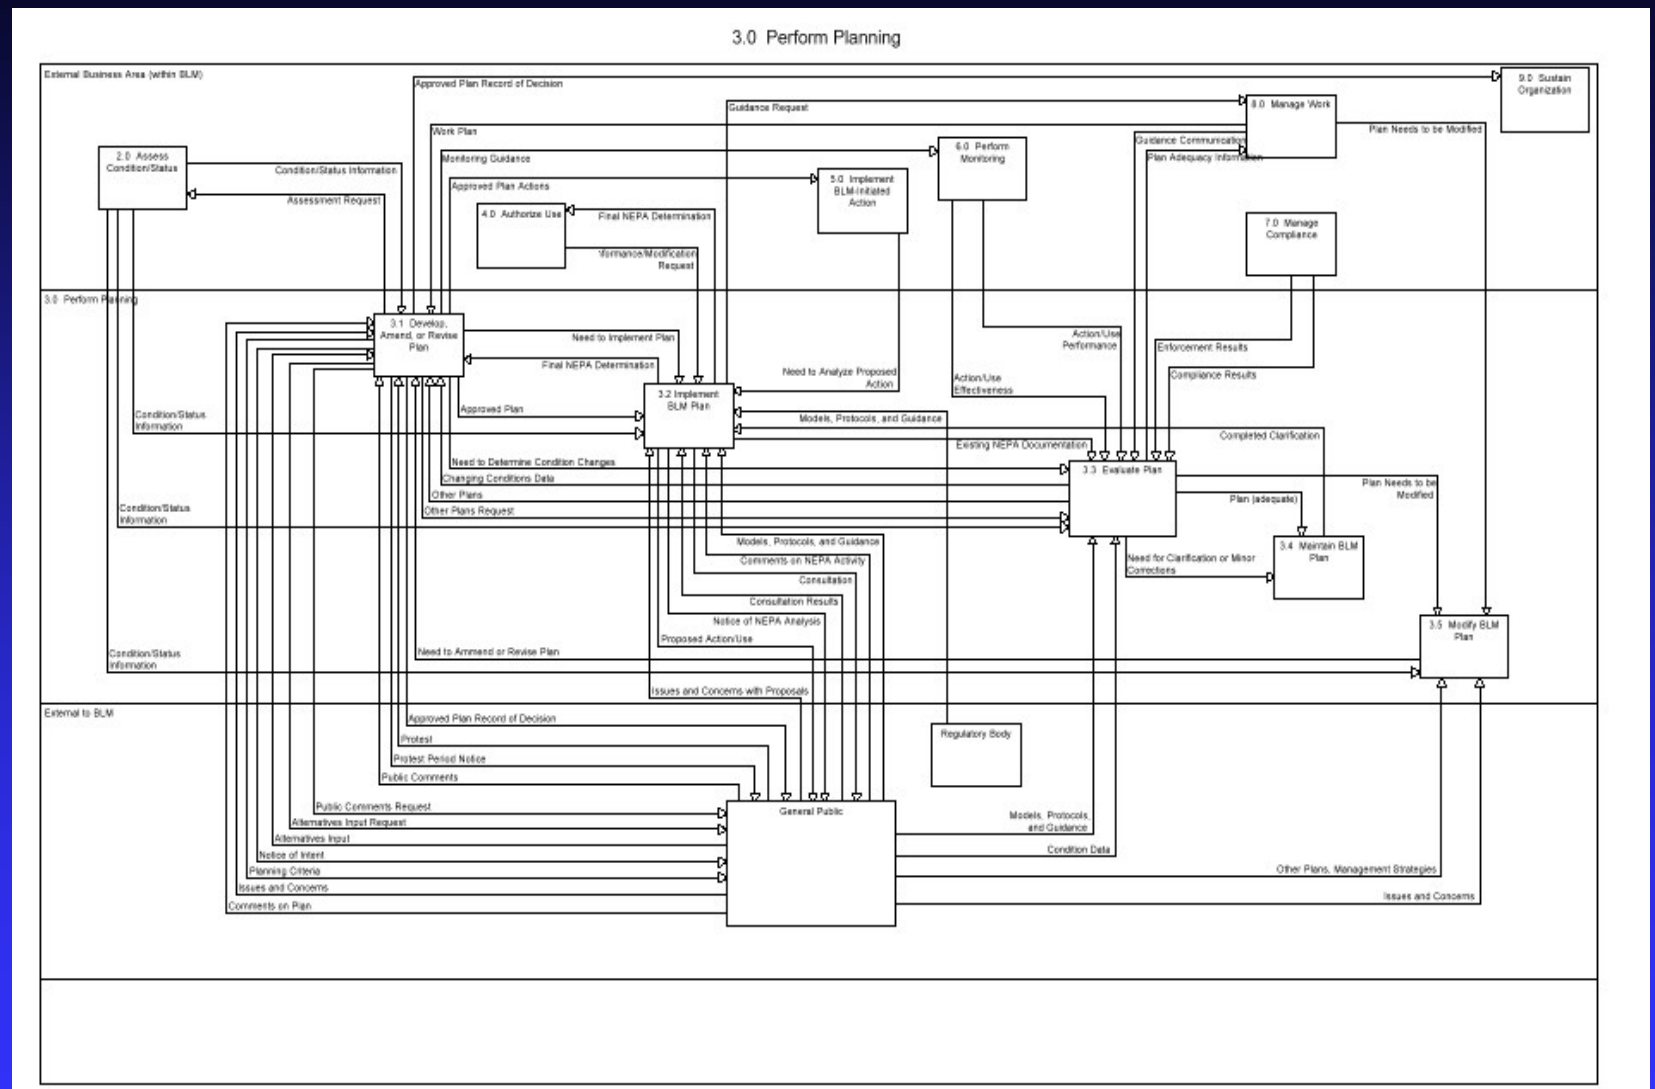 3.0 Perform Planning
External Business Area (within BLM)
Approved Plan Record of Decision
9.0 Sustain
Organization
Guidance Request
8.0 Manage Work
Work Plan
Plan Needs to be Modified
Guidance Communication
Plan Adequacy Information
2.0 Assess
Condition/Status
Condition/Status Information
Assessment Request
Monitoring Guidance
6.0 Perform
Monitoring
Approved Plan Actions
5.0 Implement
BLM-Initiated
Action
4.0 Authorize Use
Final NEPA Determination
formance/Modification
Request
7.0 Manage
Compliance
3.0 Perform Planning
3.1 Develop,
Amend, or Revise
Plan
Need to Implement Plan
Final NEPA Determination
Action/Use
Performance
Enforcement Results
Need to Analyze Proposed
Action
Action/Use
Effectiveness
Compliance Results
3.2 Implement
BLM Plan
Approved Plan
Condition/Status
Information
Models, Protocols, and Guidance
Completed Clarification
Existing NEPA Documentation
Need to Determine Condition Changes
3.3 Evaluate Plan
Changing Conditions Data
Other Plans
Other Plans Request
Plan Needs to be
Modified
Plan (adequate)
Condition/Status
Information
Models, Protocols, and Guidance
3.4 Maintain BLM
Plan
Comments on NEPA Activity
Need for Clarification or Minor
Corrections
Consultation
Consultation Results
Notice of NEPA Analysis
3.5 Modify BLM
Plan
Proposed Action/Use
Need to Ammend or Revise Plan
Condition/Status
Information
Issues and Concerns with Proposals
External to BLM
Approved Plan Record of Decision
Regulatory Body
Protest
Protest Period Notice
Public Comments
Public Comments Request
General Public
Models, Protocols,
and Guidance
Alternatives Input Request
Alternatives Input
Condition Data
Notice of Intent
Planning Criteria
Other Plans, Management Strategies
Issues and Concerns
Issues and Concerns
Comments on Plan